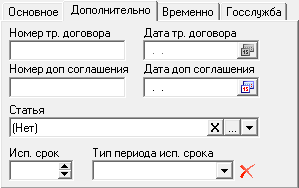 Основное Дополнительно Временно Госслужба
Номер тр. договора Дата тр. договора
. .
Номер доп соглашения Дата доп соглашения
. .
Статья
(Нет) X ...
Исп. срок Тип периода исп. срока